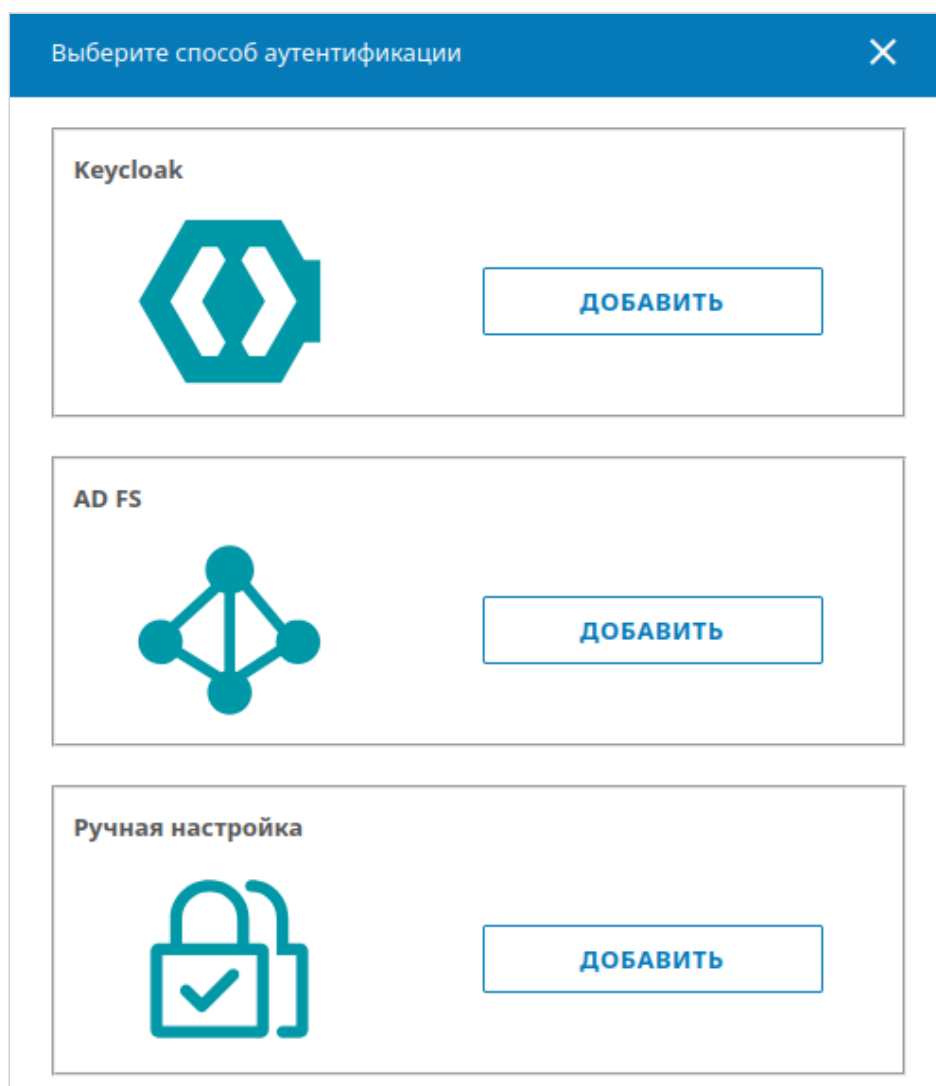 Выберите способ аутентификации
Keycloak
ДОБАВИТЬ
AD FS
ДОБАВИТЬ
Ручная настройка
ДОБАВИТЬ